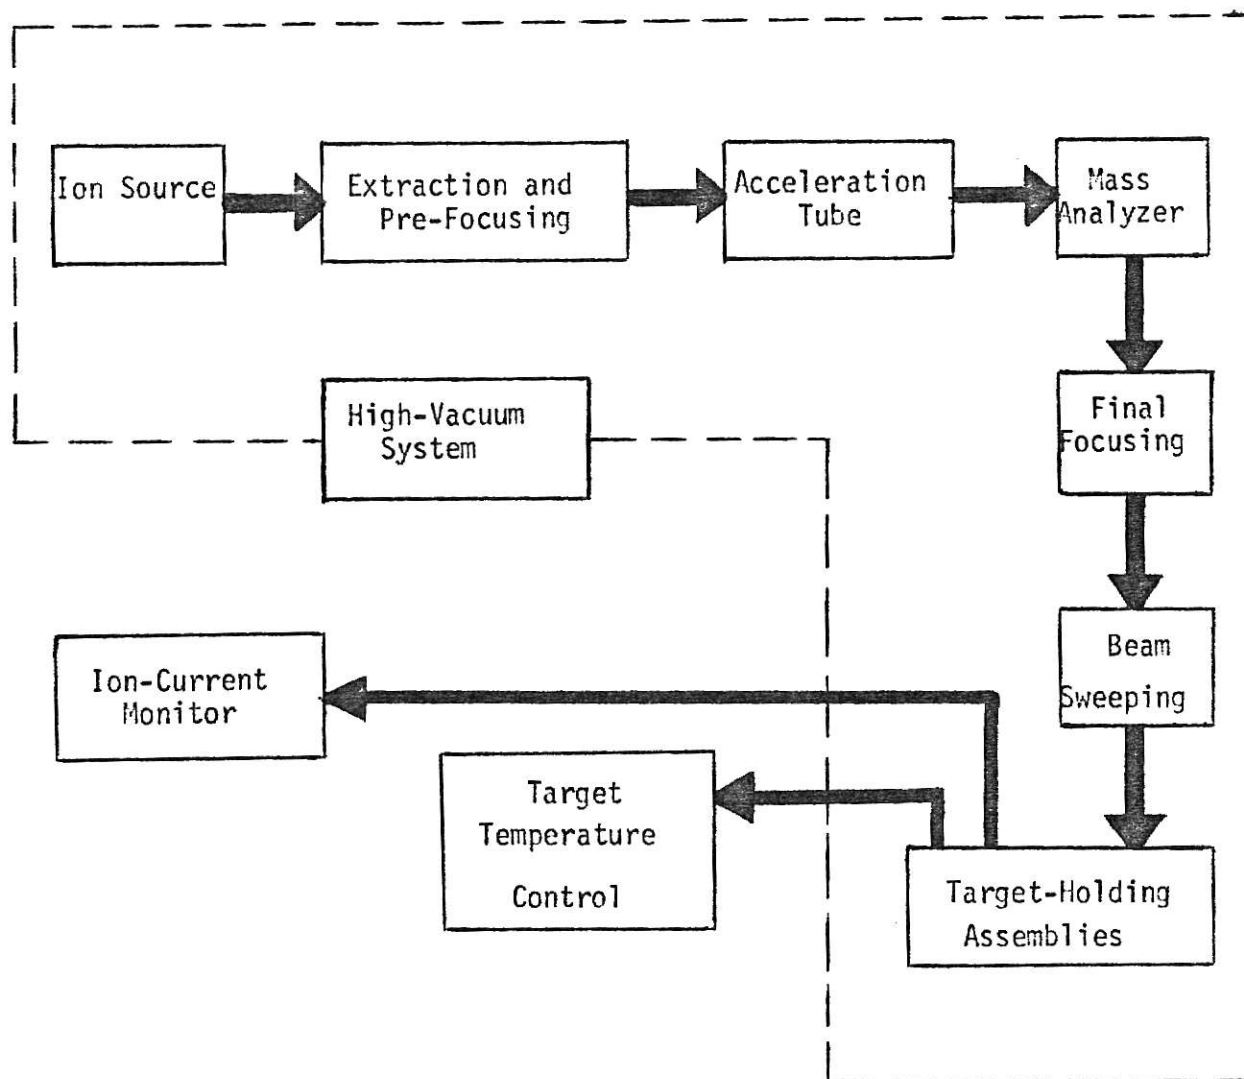 Ion Source
Extraction and
Pre-Focusing
Acceleration
Tube
Mass
Analyzer
High-Vacuum
System
Final
Focusing
Ion-Current
Monitor
Beam
Sweeping
Target
Temperature
Control
Target-Holding
Assemblies